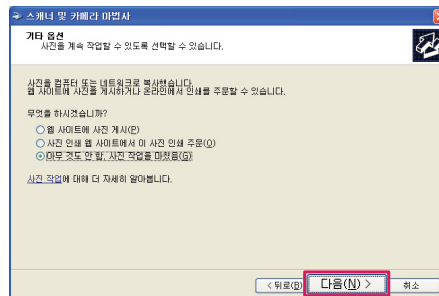 스캐너 및 카메라 마법사
기타 옵션
사진을 계속 작업할 수 있도록 선택할 수 있습니다.
사진을 컴퓨터 또는 네트워크로 복사했습니다.
웹 사이트에 사진을 게시하거나 온라인에서 인쇄를 주문할 수 있습니다.
무엇을 하시겠습니까?
웹 사이트에 사진 게시(P)
사진 인쇄 웹 사이트에서 이 사진 인쇄 주문(O)
아무 것도 안 함. 사진 작업을 마쳤음(G)
사진 작업에 대해 더 자세히 알아봅니다.
< 뒤로(B) 다음(N) > 취소